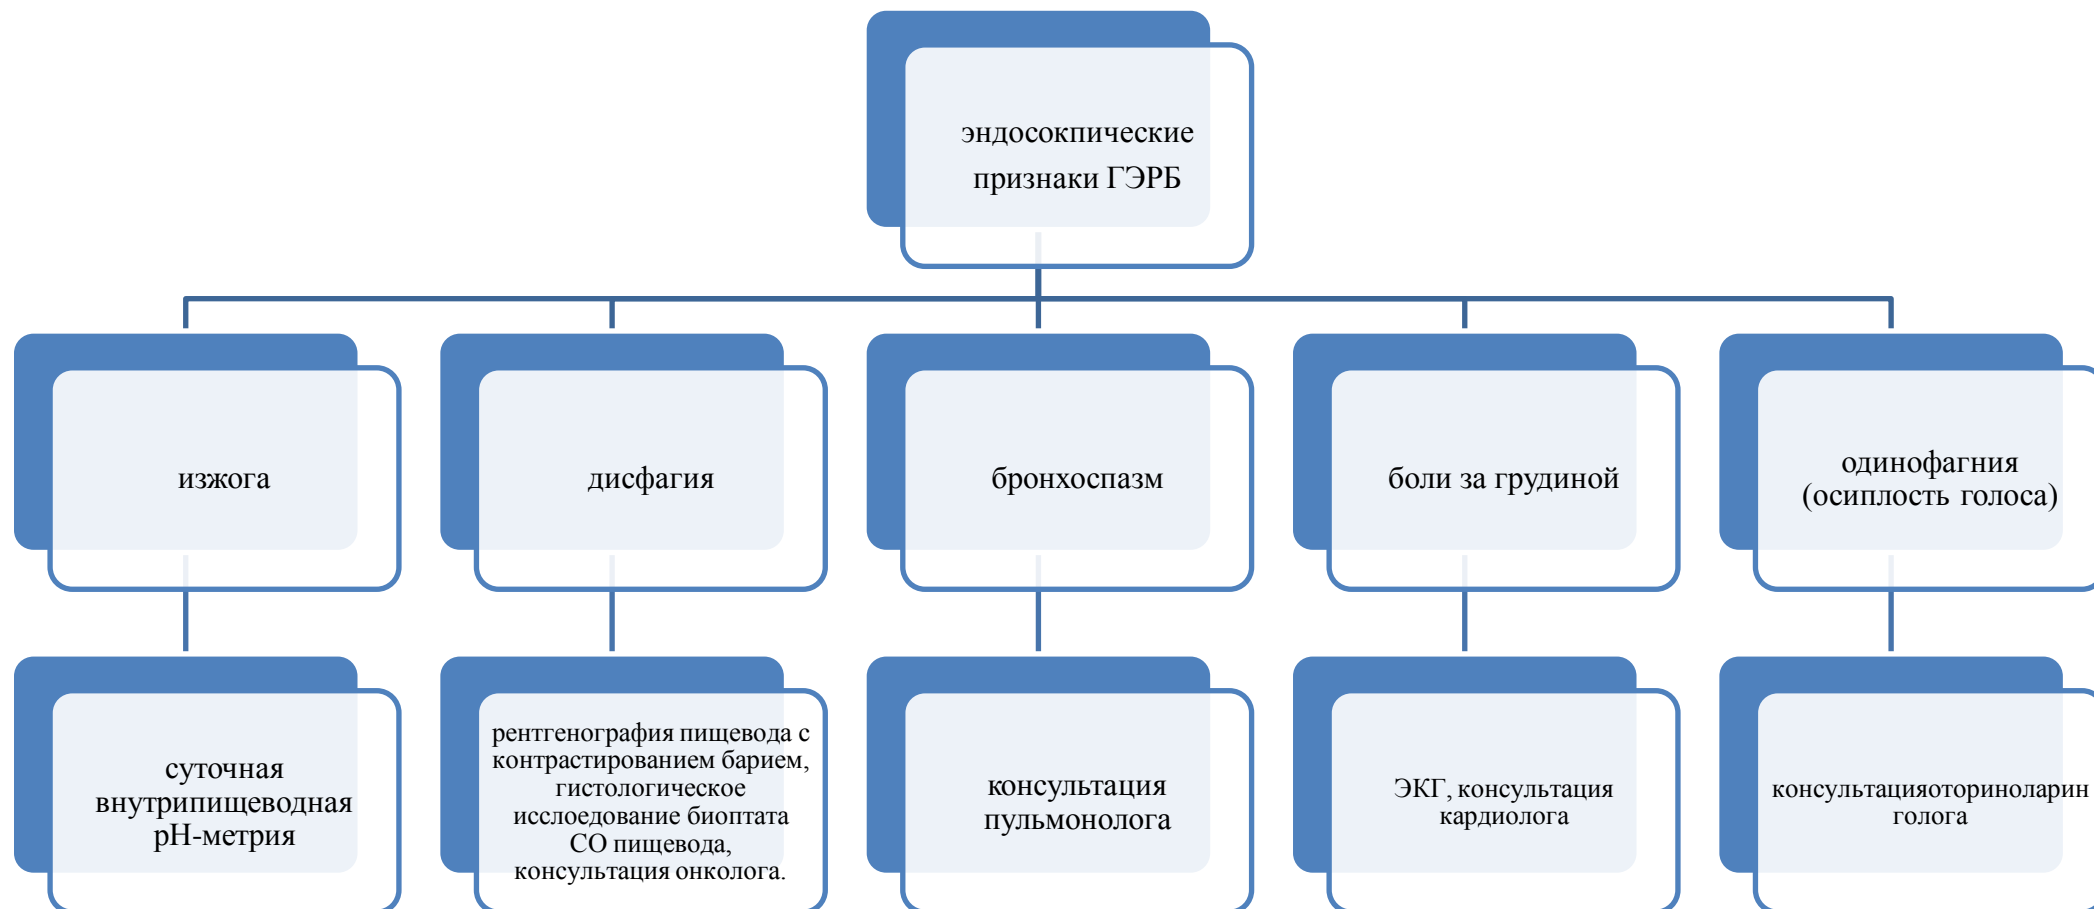 эндосокпические
признаки ГЭРБ
изжога
дисфагия
бронхоспазм
боли за грудиной
одинофагния
(осиплость голоса)
суточная
внутрипищеводная
рН-метрия
рентгенография пищевода с
контрастированием барием,
гистологическое
исслоедование биоптата
СО пищевода,
консультация онколога.
консультация
пульмонолога
ЭКГ, консультация
кардиолога
консультацияоториноларин
голога